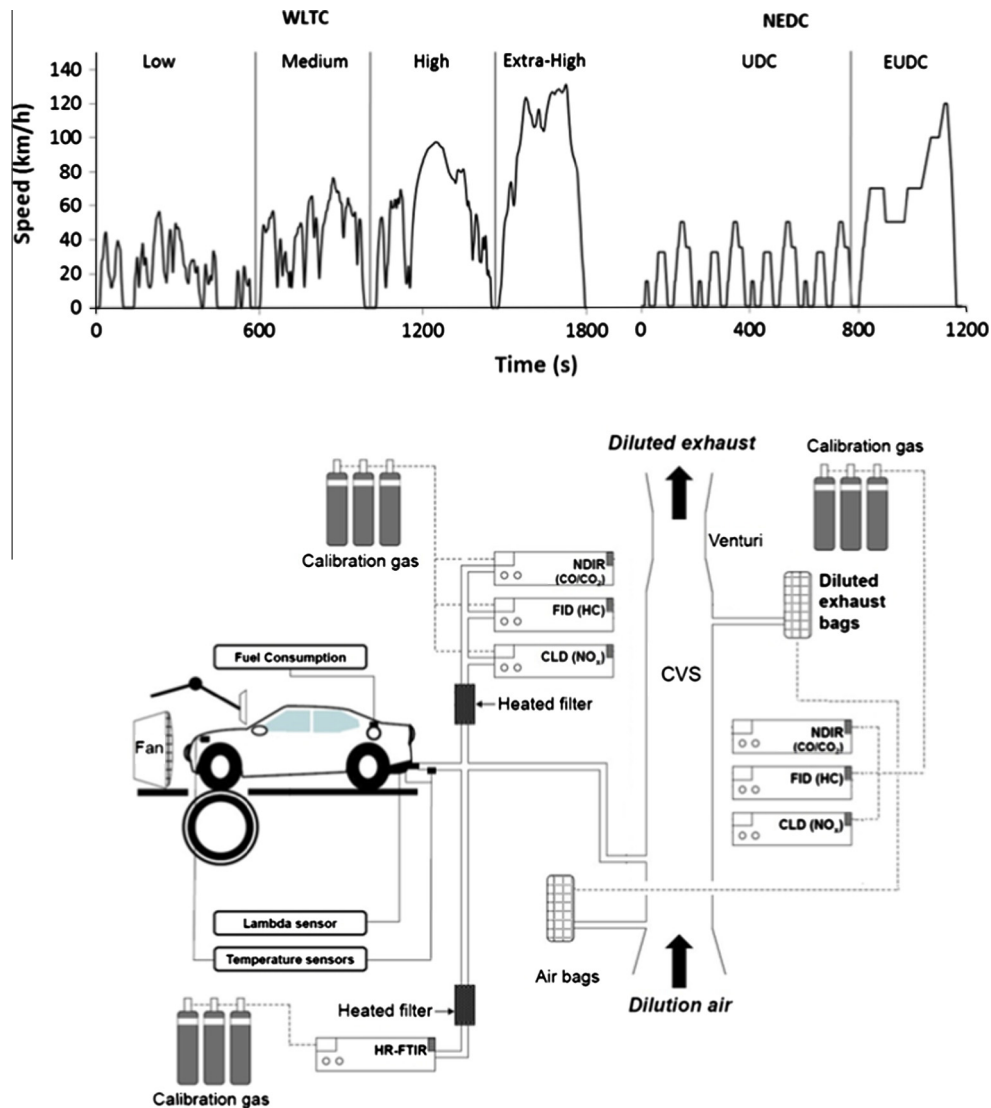 WLTC
NEDC
Low
Medium
High
Extra-High
UDC
EUDC
Speed (km/h)
140
120
100
80
60
40
20
0
0
600
1200
1800
0
400
800
1200
Time (s)
Diluted exhaust
Calibration gas
Venturi
Calibration gas
NDIR
(CO/CO₂)
FID (HC)
CLD (NOₓ)
Diluted
exhaust
bags
Fuel Consumption
CVS
Heated filter
Fan
NDIR
(CO/CO₂)
FID (HC)
CLD (NOₓ)
Lambda sensor
Temperature sensors
Air bags
Dilution air
Heated filter
HR-FTIR
Calibration gas